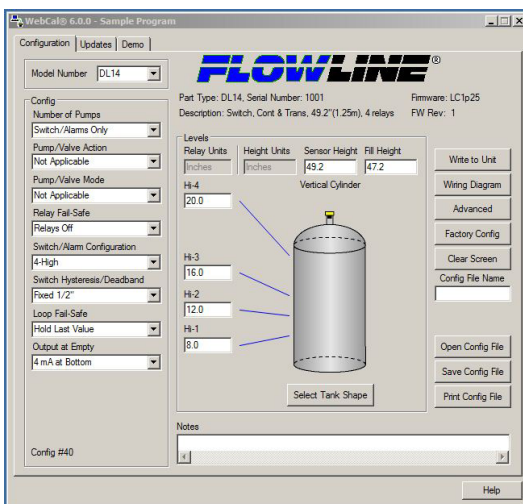 WebCal® 6.0.0 - Sample Program
Configuration Updates Demo
Model Number DL14
FLOWLINE®
Part Type: DL14, Serial Number: 1001 Firmware: LC1p25
Description: Switch, Cont & Trans, 49.2"(1.25m), 4 relays FW Rev: 1
Config
Number of Pumps
Switch/Alarms Only
Pump/Valve Action
Not Applicable
Pump/Valve Mode
Not Applicable
Relay Fail-Safe
Relays Off
Switch/Alarm Configuration
4-High
Switch Hysteresis/Deadband
Fixed 1/2"
Loop Fail-Safe
Hold Last Value
Output at Empty
4 mA at Bottom
Config #40
Levels
Relay Units Height Units Sensor Height Fill Height
Inches Inches 49.2 47.2
Hi-4 Vertical Cylinder
20.0
Hi-3
16.0
Hi-2
12.0
Hi-1
8.0
Select Tank Shape
Notes
Write to Unit
Wiring Diagram
Advanced
Factory Config
Clear Screen
Config File Name
Open Config File
Save Config File
Print Config File
Help